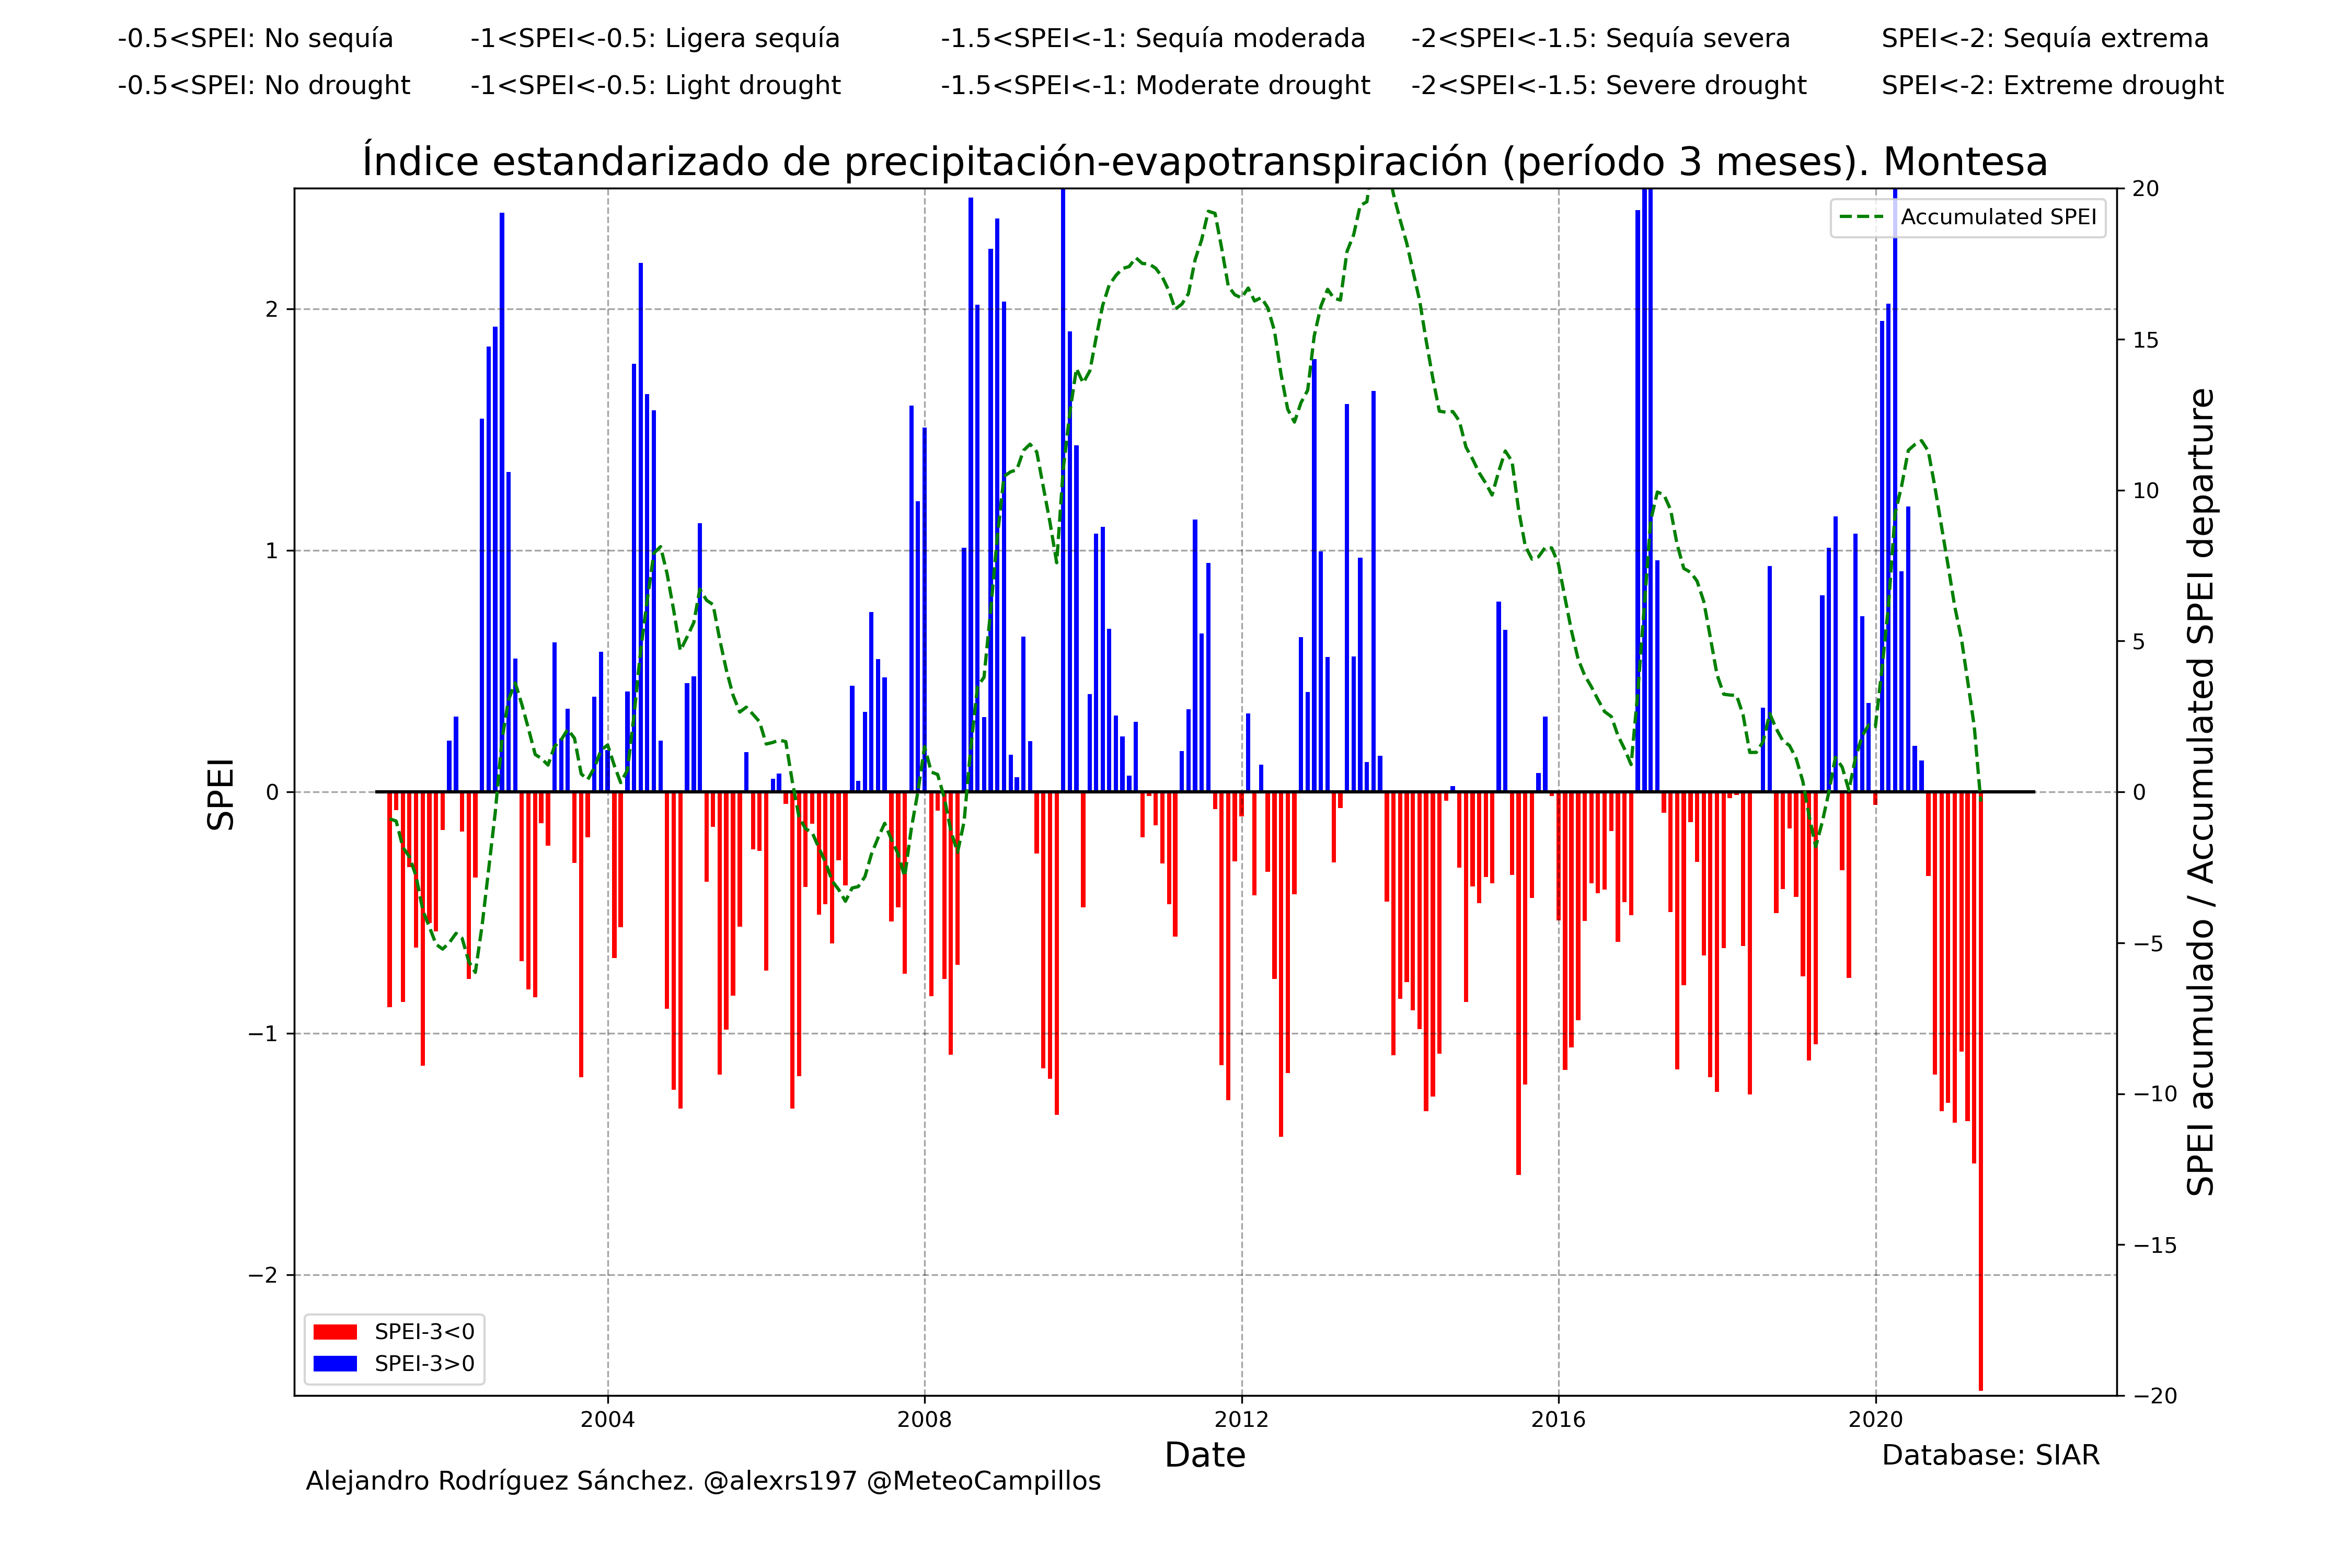 -0.5<SPEI: No sequía -1<SPEI<-0.5: Ligera sequía -1.5<SPEI<-1: Sequía moderada -2<SPEI<-1.5: Sequía severa SPEI<-2: Sequía extrema
-0.5<SPEI: No drought -1<SPEI<-0.5: Light drought -1.5<SPEI<-1: Moderate drought -2<SPEI<-1.5: Severe drought SPEI<-2: Extreme drought
Índice estandarizado de precipitación-evapotranspiración (período 3 meses). Montesa
SPEI
2
1
0
−1
−2
Accumulated SPEI
20
15
10
5
0
−5
−10
−15
−20
SPEI acumulado / Accumulated SPEI departure
SPEI-3<0
SPEI-3>0
2004 2008 2012 2016 2020
Date
Database: SIAR
Alejandro Rodríguez Sánchez. @alexrs197 @MeteoCampillos